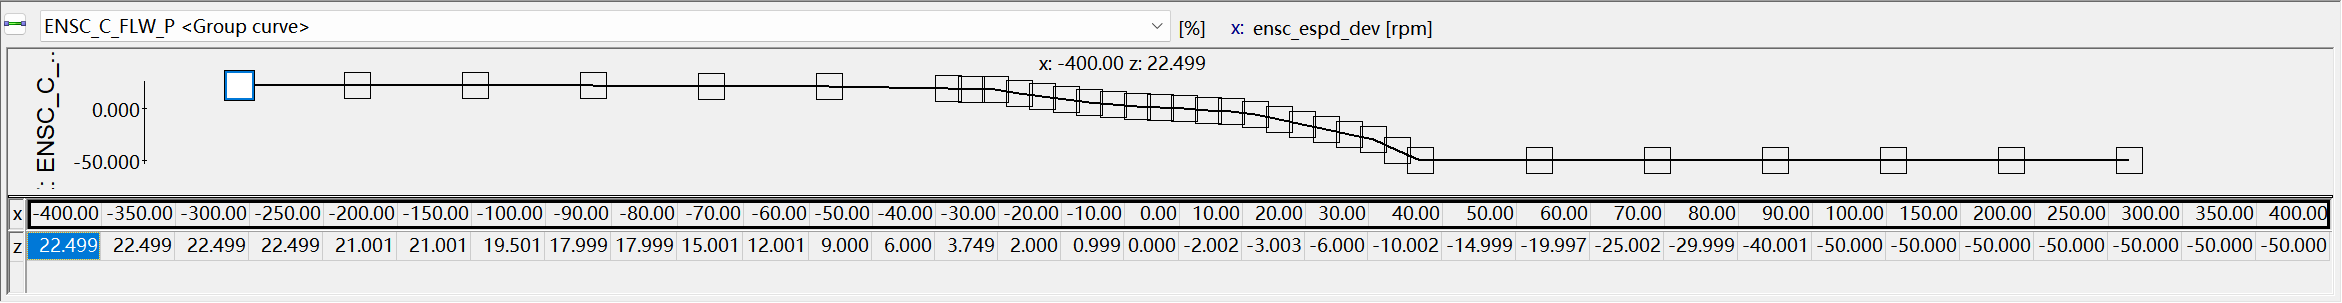 ENSC_C_FLW_P <Group curve> [%] x: ensc_espd_dev [rpm]
x: -400.00 z: 22.499
.: ENSC_C_.:
0.000
-50.000
x -400.00 -350.00 -300.00 -250.00 -200.00 -150.00 -100.00 -90.00 -80.00 -70.00 -60.00 -50.00 -40.00 -30.00 -20.00 -10.00 0.00 10.00 20.00 30.00 40.00 50.00 60.00 70.00 80.00 90.00 100.00 150.00 200.00 250.00 300.00 350.00 400.00
z 22.499 22.499 22.499 22.499 21.001 21.001 19.501 17.999 17.999 15.001 12.001 9.000 6.000 3.749 2.000 0.999 0.000 -2.002 -3.003 -6.000 -10.002 -14.999 -19.997 -25.002 -29.999 -40.001 -50.000 -50.000 -50.000 -50.000 -50.000 -50.000 -50.000